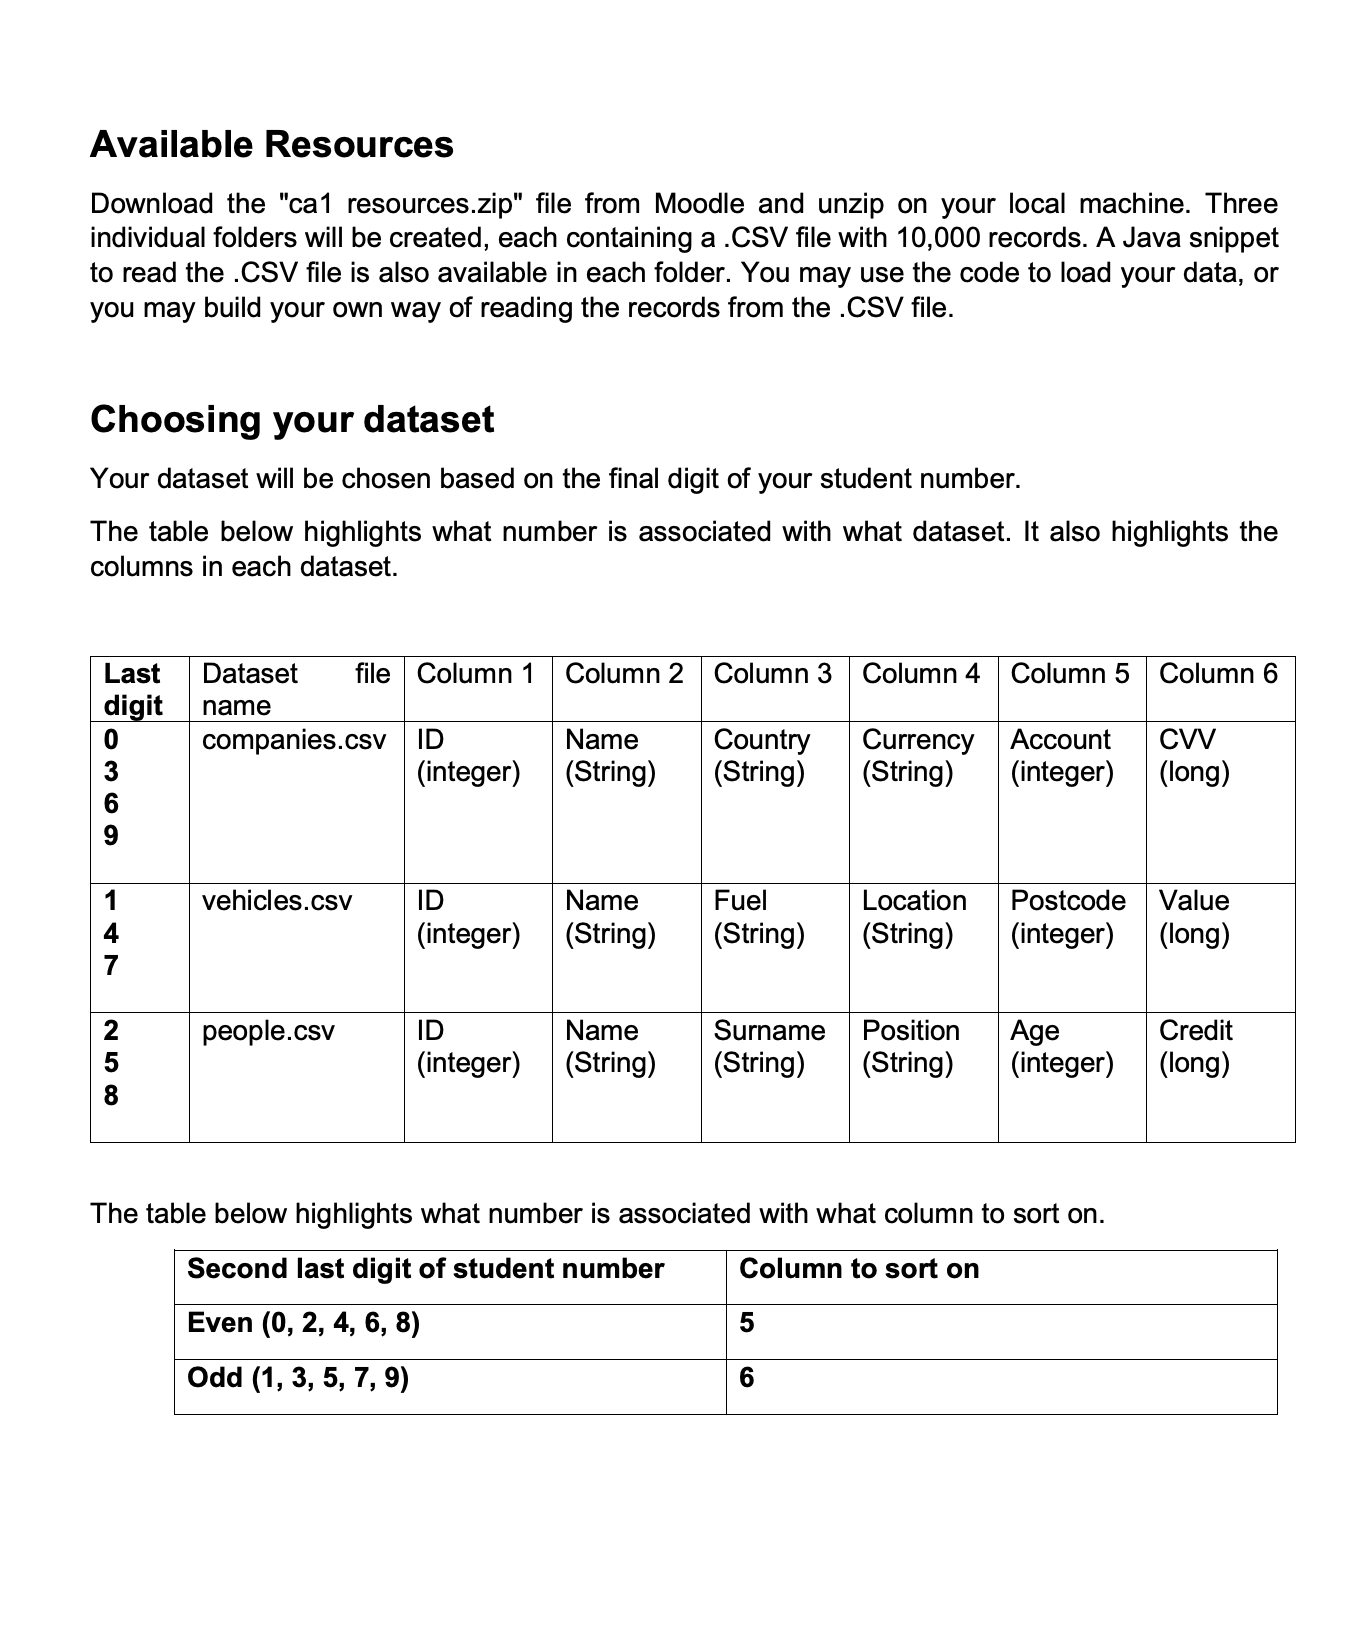 Available Resources
Download the "ca1 resources.zip" file from Moodle and unzip on your local machine. Three
individual folders will be created, each containing a .CSV file with 10,000 records. A Java snippet
to read the .CSV file is also available in each folder. You may use the code to load your data, or
you may build your own way of reading the records from the .CSV file.
Choosing your dataset
Your dataset will be chosen based on the final digit of your student number.
The table below highlights what number is associated with what dataset. It also highlights the
columns in each dataset.
Last Dataset file Column 1 Column 2 Column 3 Column 4 Column 5 Column 6
digit name
0 companies.csv ID Name Country Currency Account CVV
3 (integer) (String) (String) (String) (integer) (long)
6
9
1 vehicles.csv ID Name Fuel Location Postcode Value
4 (integer) (String) (String) (String) (integer) (long)
7
2 people.csv ID Name Surname Position Age Credit
5 (integer) (String) (String) (String) (integer) (long)
8
The table below highlights what number is associated with what column to sort on.
Second last digit of student number Column to sort on
Even (0, 2, 4, 6, 8) 5
Odd (1, 3, 5, 7, 9) 6